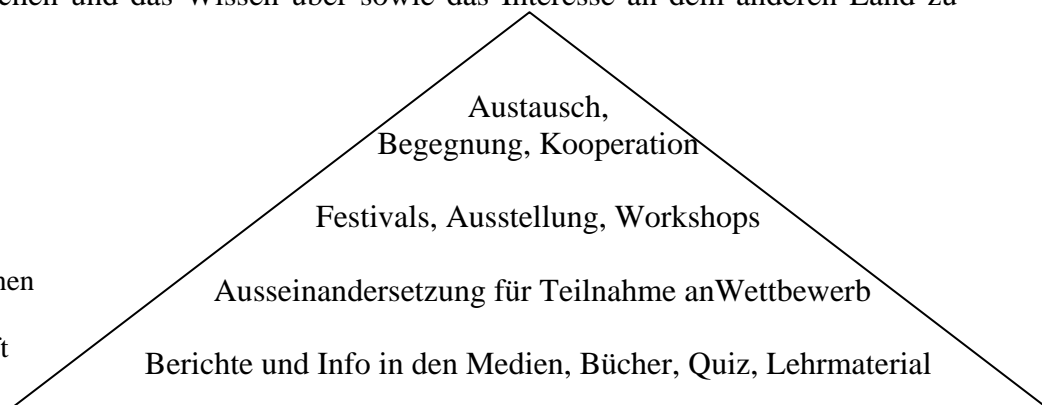 und das Wissen über sowie das Interesse an dem anderen Land zu
Austausch,
Begegnung, Kooperation
Festivals, Ausstellung, Workshops
Ausseinandersetzung für Teilnahme anWettbewerb
Berichte und Info in den Medien, Bücher, Quiz, Lehrmaterial